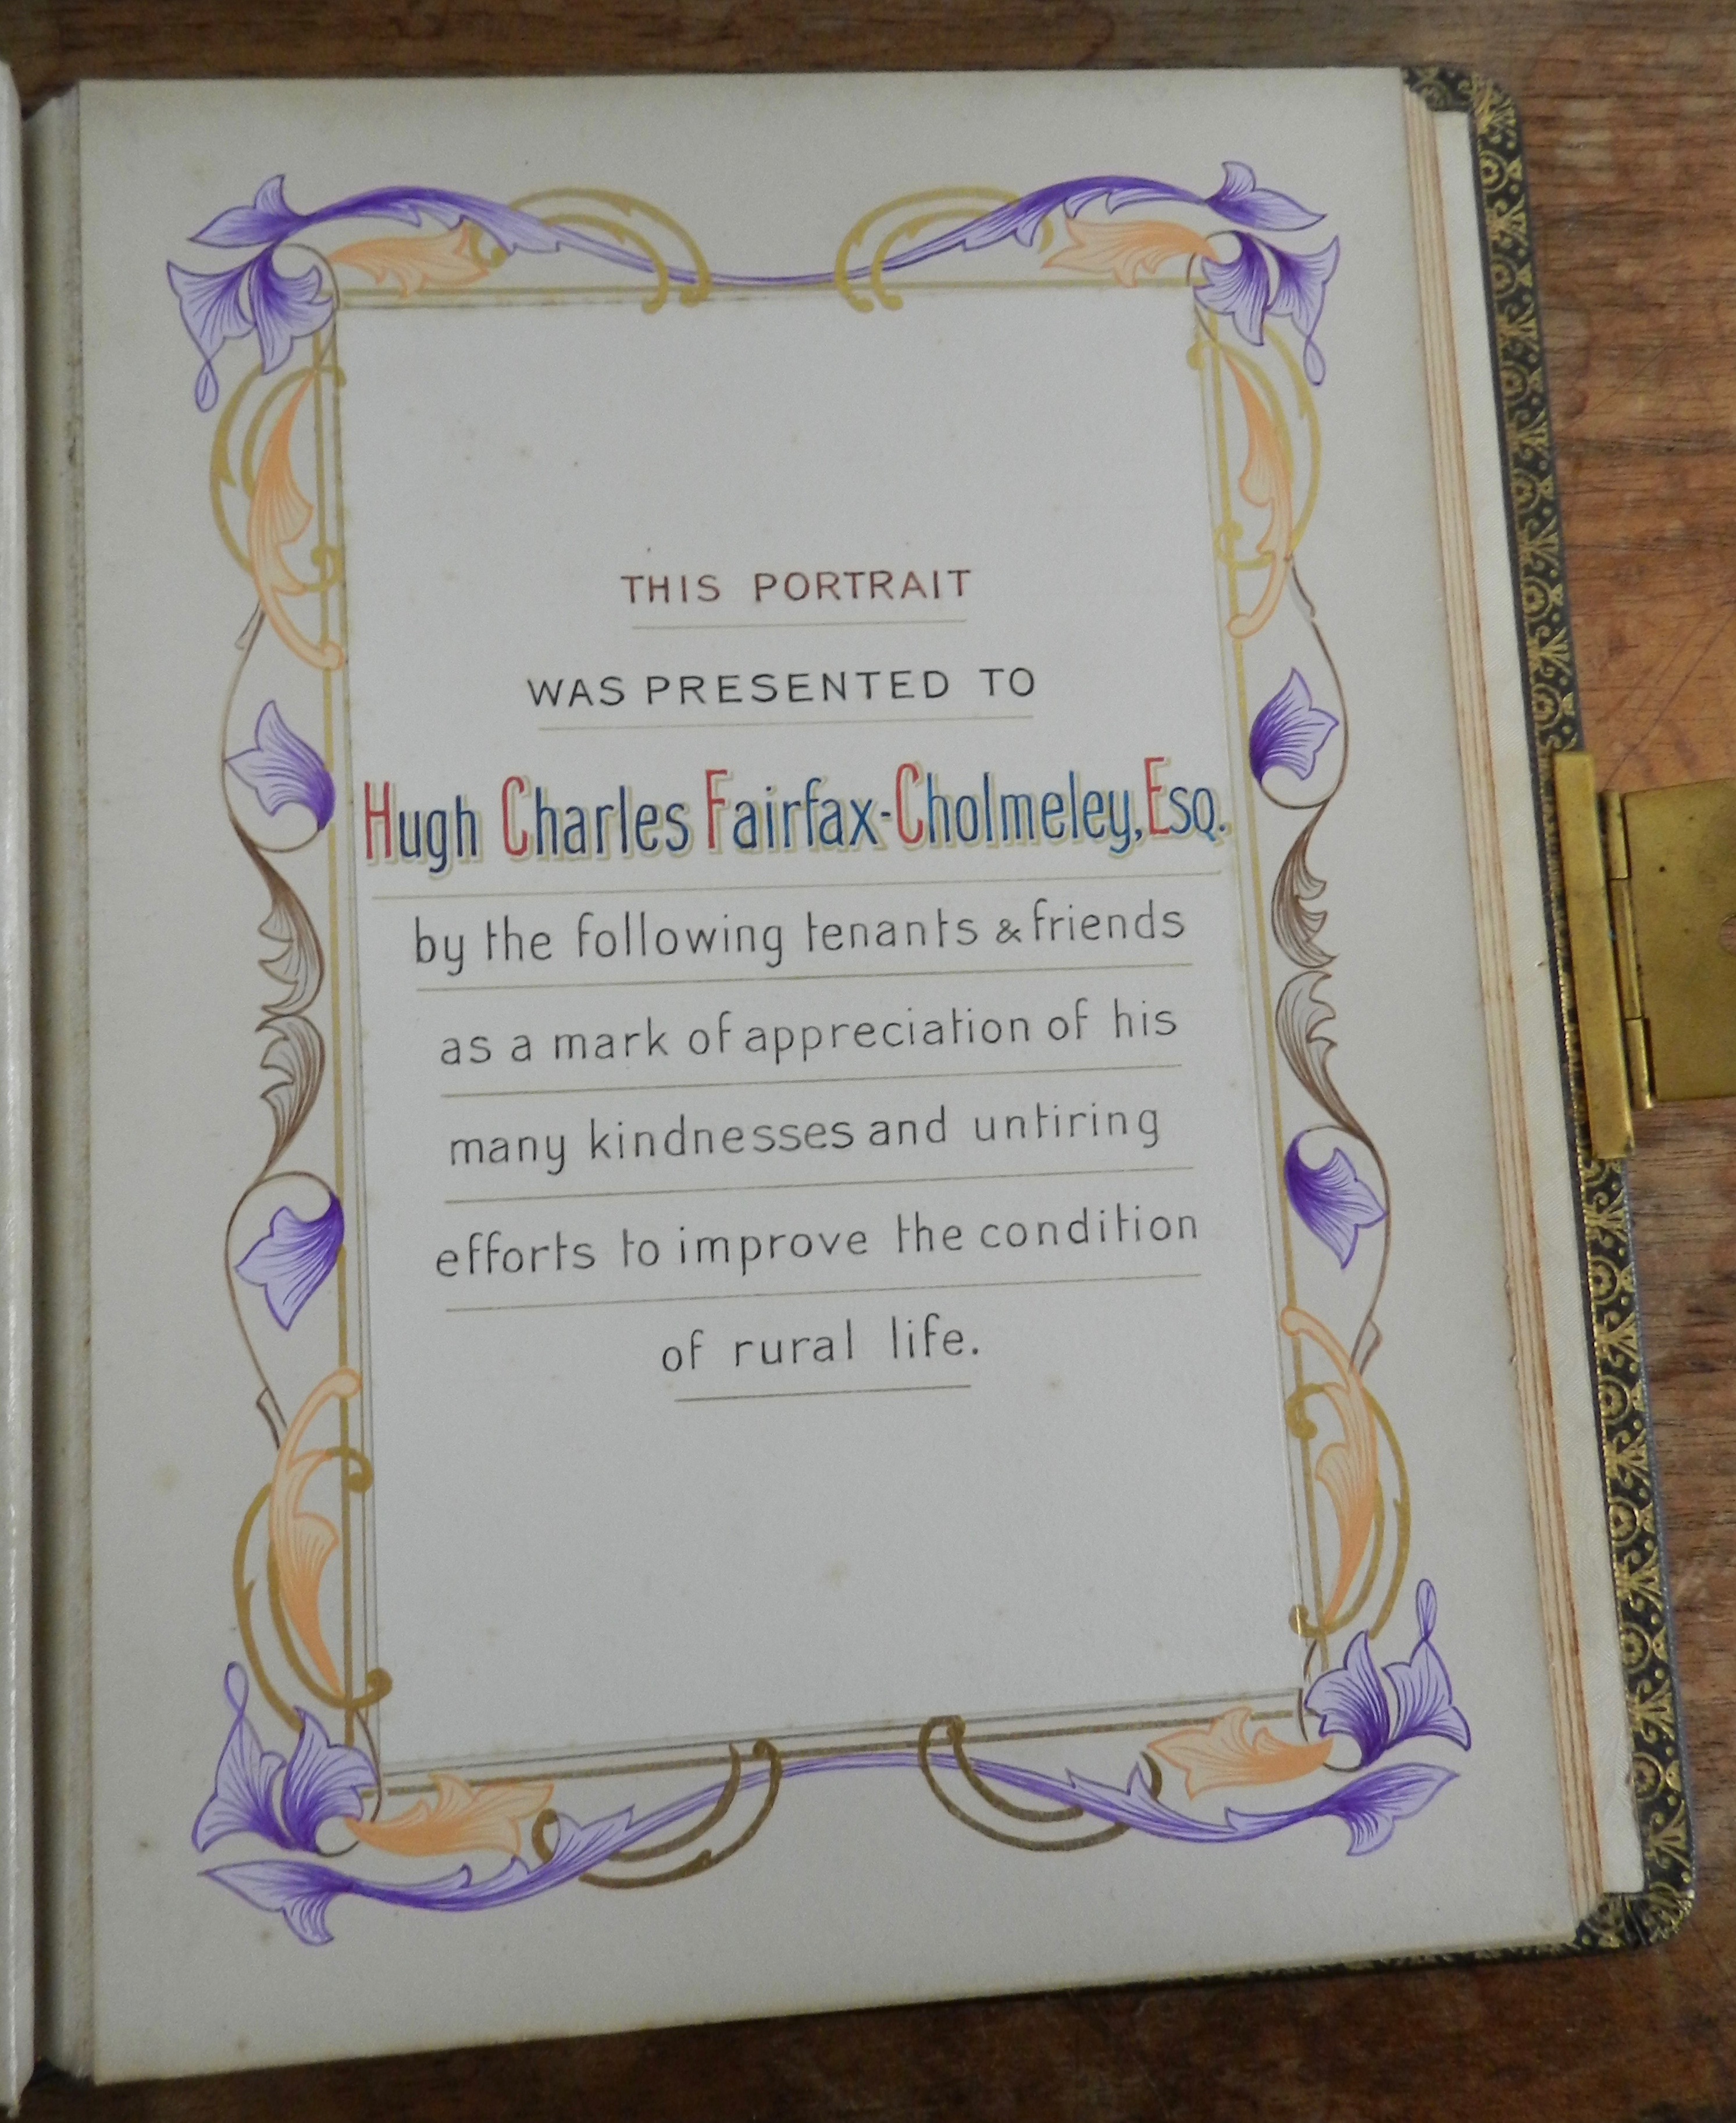 THIS PORTRAIT
WAS PRESENTED TO
Hugh Charles Fairfax-Cholmeley, Esq.
by the following tenants & friends
as a mark of appreciation of his
many kindnesses and untiring
efforts to improve the condition
of rural life.